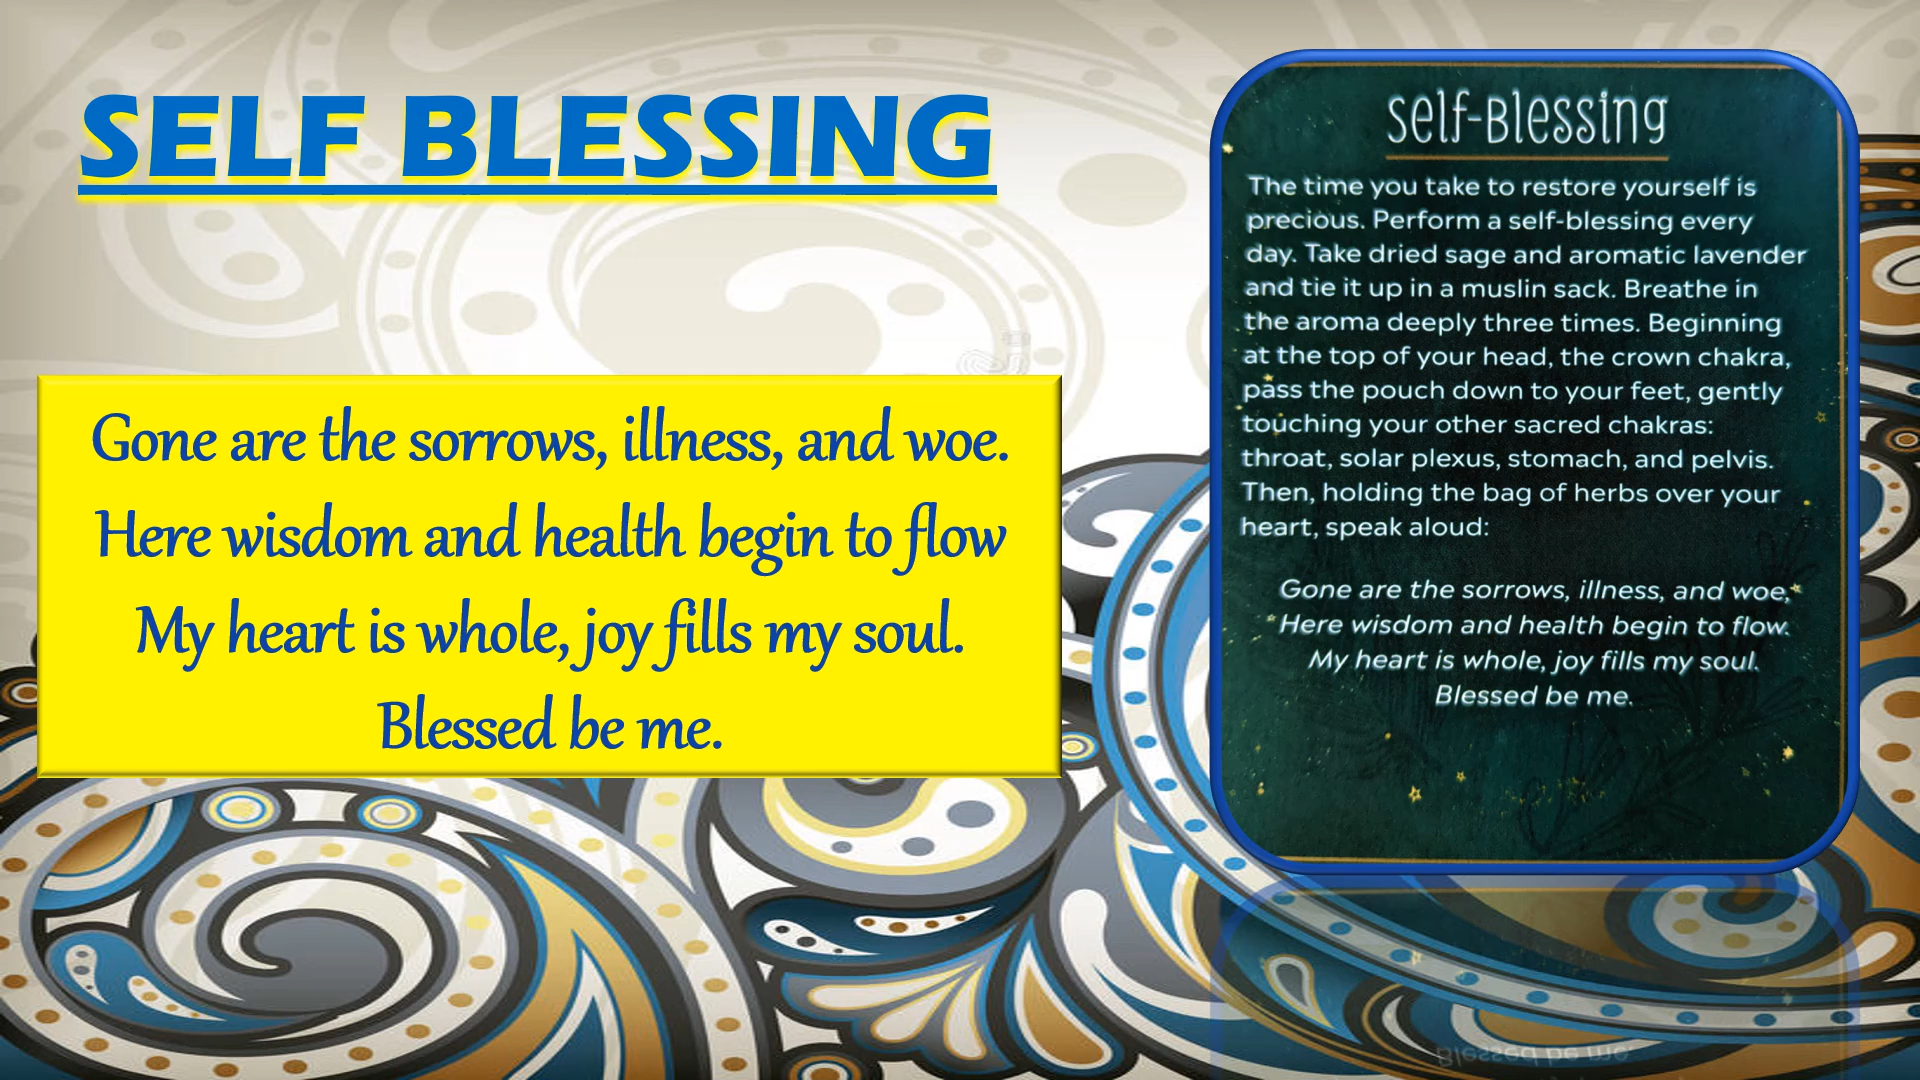 SELF BLESSING
Gone are the sorrows, illness, and woe.
Here wisdom and health begin to flow
My heart is whole, joy fills my soul.
Blessed be me.
self-Blessing
The time you take to restore yourself is
precious. Perform a self-blessing every
day. Take dried sage and aromatic lavender
and tie it up in a muslin sack. Breathe in
the aroma deeply three times. Beginning
at the top of your head, the crown chakra,
pass the pouch down to your feet, gently
touching your other sacred chakras:
throat, solar plexus, stomach, and pelvis.
Then, holding the bag of herbs over your
heart, speak aloud:
Gone are the sorrows, illness, and woe,
Here wisdom and health begin to flow.
My heart is whole, joy fills my soul.
Blessed be me.
Blessed be me.